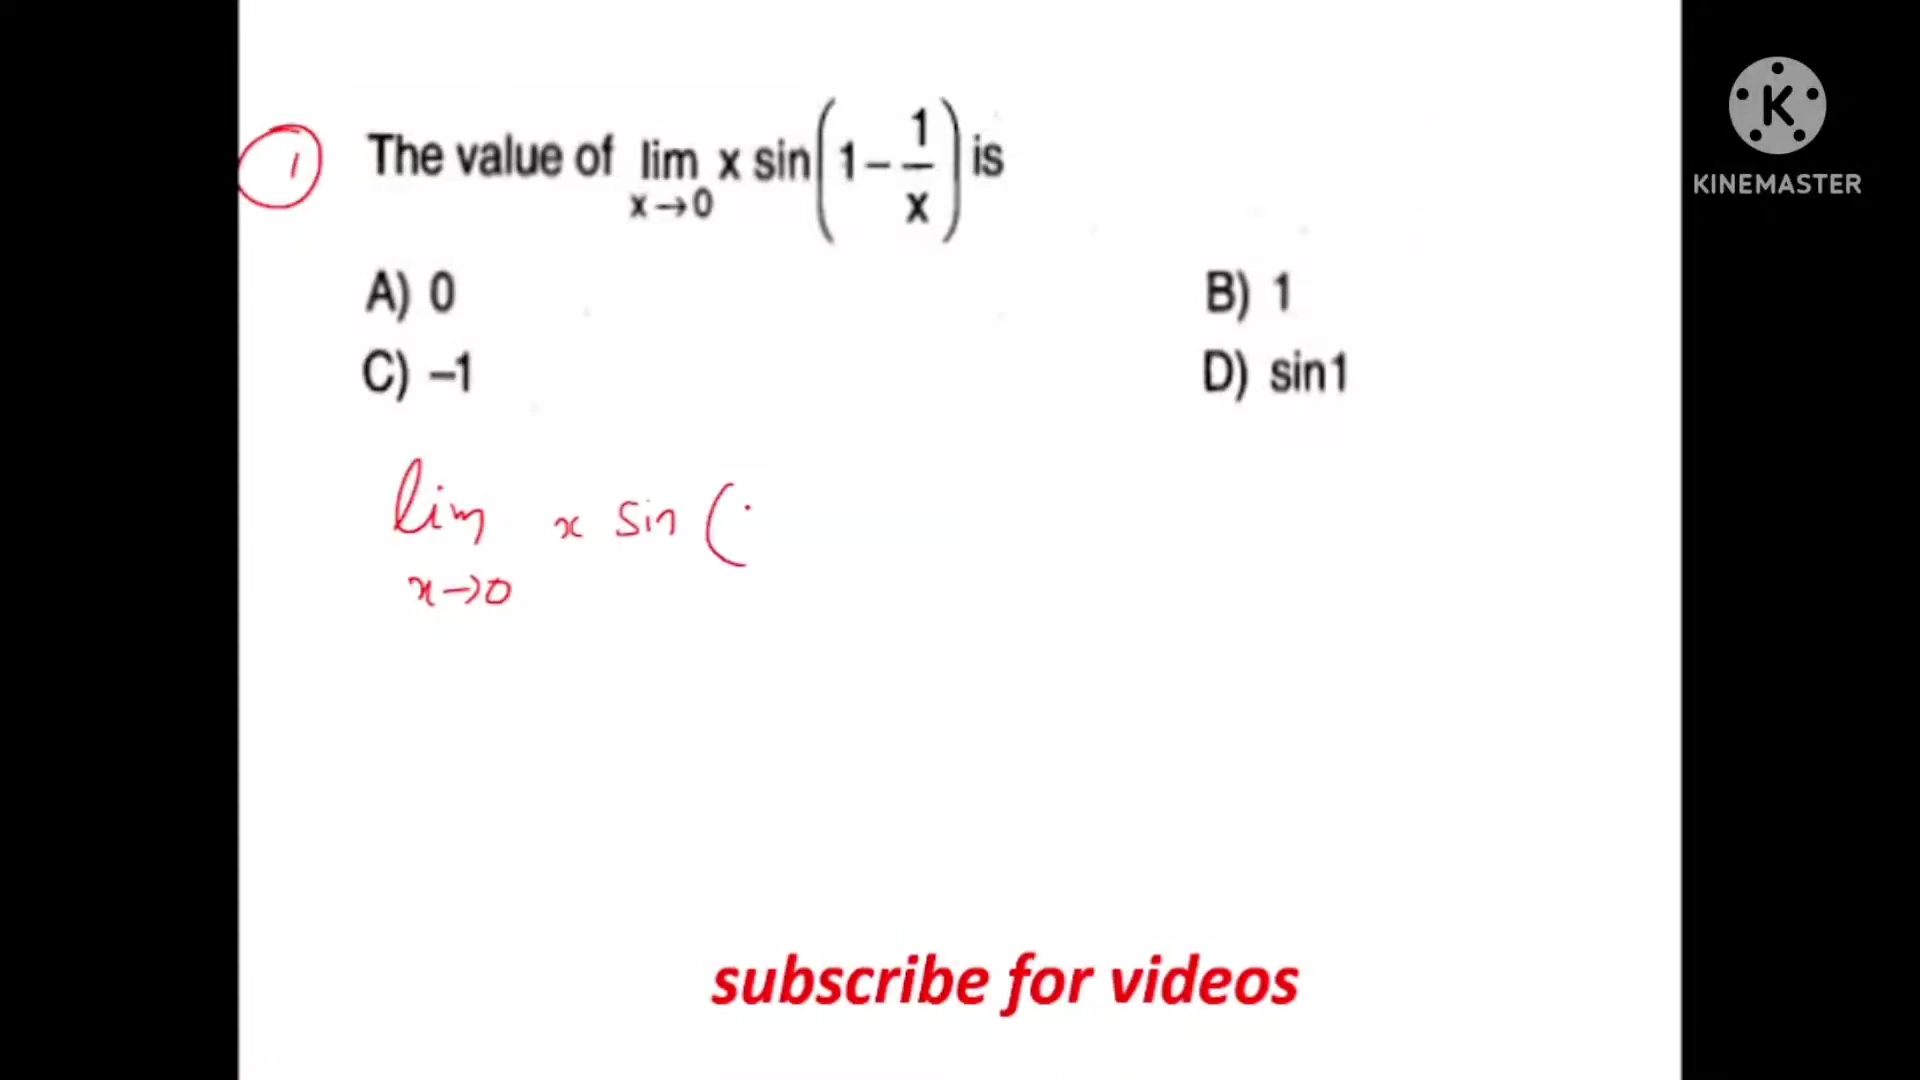 K
KINEMASTER
1 The value of lim x→0 x sin(1 - 1/x) is
A) 0 B) 1
C) –1 D) sin1
lim x→0 x sin (
subscribe for videos